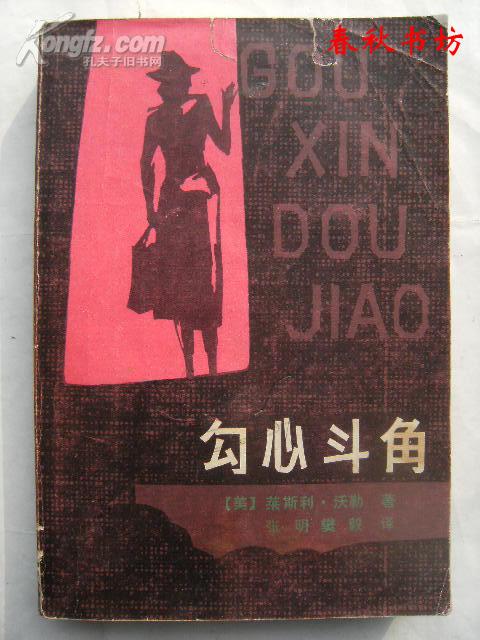 Kongfz.com
孔夫子旧书网
春秋书坊
GOU
XIN
DOU
JIAO
勾心斗角
【美】莱斯利·沃勒 著
张明 樊毅 译